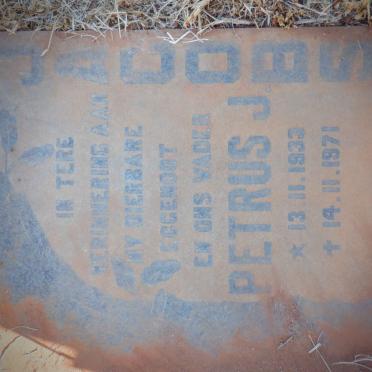 JACOBS
IN TERE
HERINNERING AAN
MY DIERBARE
EGGENOOT
EN ONS VADER
PETRUS J.
* 13.11.1933
✝ 14.11.1971